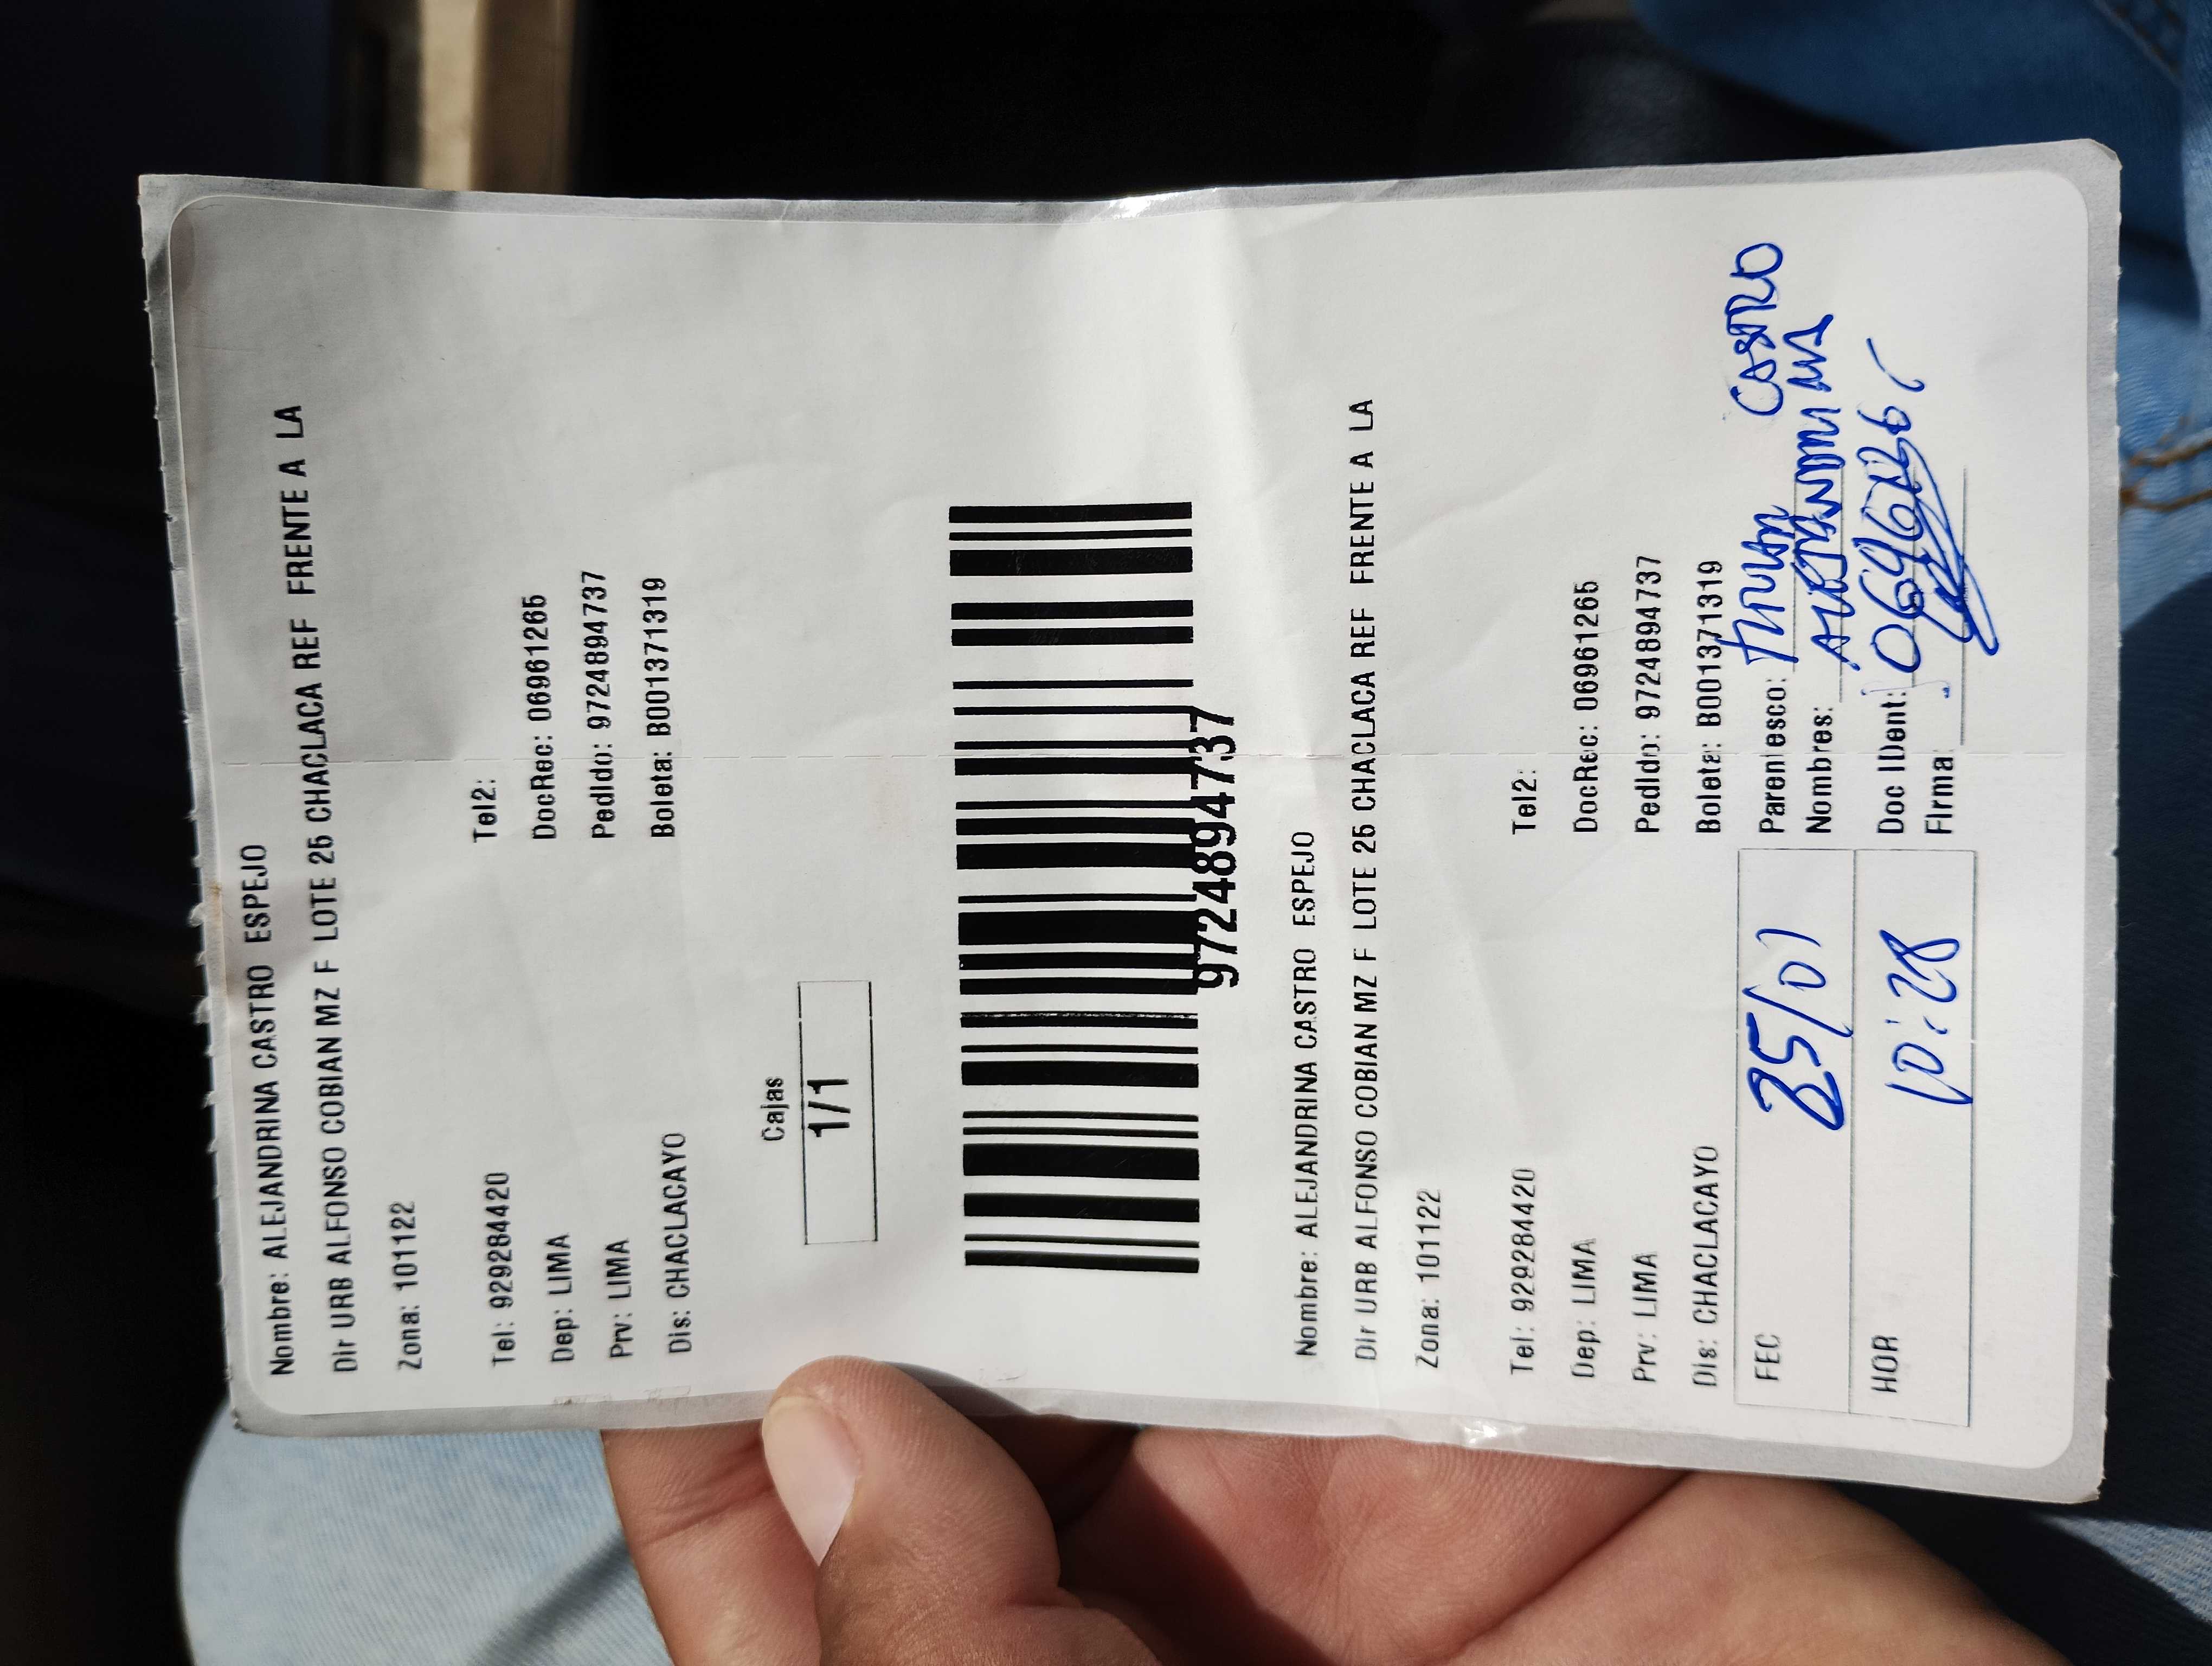 Nombre: ALEJANDRINA CASTRO ESPEJO
Dir URB ALFONSO COBIAN MZ F LOTE 25 CHACLACA REF FRENTE A LA
Zona: 101122
Tel: 929284420 Tel2:
Dep: LIMA DocRec: 06961265
Prv: LIMA Pedido: 9724894737
Dis: CHACLACAYO Boleta: B001371319
Cajas
1/1
9724894737
Nombre: ALEJANDRINA CASTRO ESPEJO
Dir URB ALFONSO COBIAN MZ F LOTE 25 CHACLACA REF FRENTE A LA
Zona: 101122
Tel: 929284420 Tel2:
Dep: LIMA DocRec: 06961265
Prv: LIMA Pedido: 9724894737
Dis: CHACLACAYO Boleta: B001371319
FEC 25/01 Parentesco: CASTRO
Nombres:
HOR 10:28 Doc IDent:
Firma: